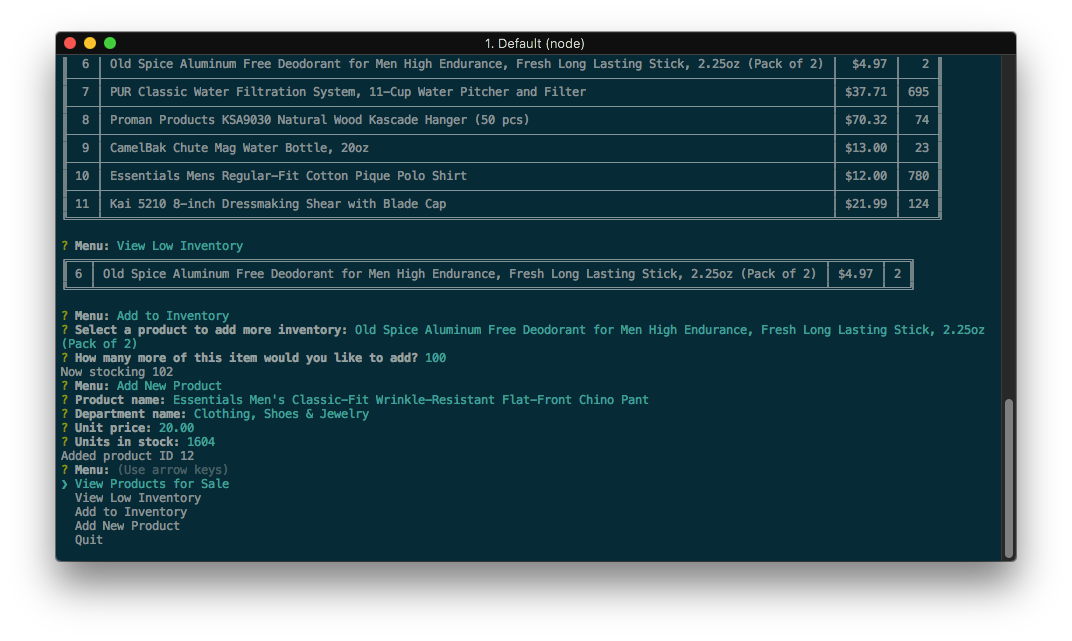 1. Default (node)
6 Old Spice Aluminum Free Deodorant for Men High Endurance, Fresh Long Lasting Stick, 2.25oz (Pack of 2) $4.97 2
7 PUR Classic Water Filtration System, 11-Cup Water Pitcher and Filter $37.71 695
8 Proman Products KSA9030 Natural Wood Kascade Hanger (50 pcs) $70.32 74
9 CamelBak Chute Mag Water Bottle, 20oz $13.00 23
10 Essentials Mens Regular-Fit Cotton Pique Polo Shirt $12.00 780
11 Kai 5210 8-inch Dressmaking Shear with Blade Cap $21.99 124
? Menu: View Low Inventory
6 Old Spice Aluminum Free Deodorant for Men High Endurance, Fresh Long Lasting Stick, 2.25oz (Pack of 2) $4.97 2
? Menu: Add to Inventory
? Select a product to add more inventory: Old Spice Aluminum Free Deodorant for Men High Endurance, Fresh Long Lasting Stick, 2.25oz
(Pack of 2)
? How many more of this item would you like to add? 100
Now stocking 102
? Menu: Add New Product
? Product name: Essentials Men's Classic-Fit Wrinkle-Resistant Flat-Front Chino Pant
? Department name: Clothing, Shoes & Jewelry
? Unit price: 20.00
? Units in stock: 1604
Added product ID 12
? Menu: (Use arrow keys)
❯ View Products for Sale
View Low Inventory
Add to Inventory
Add New Product
Quit